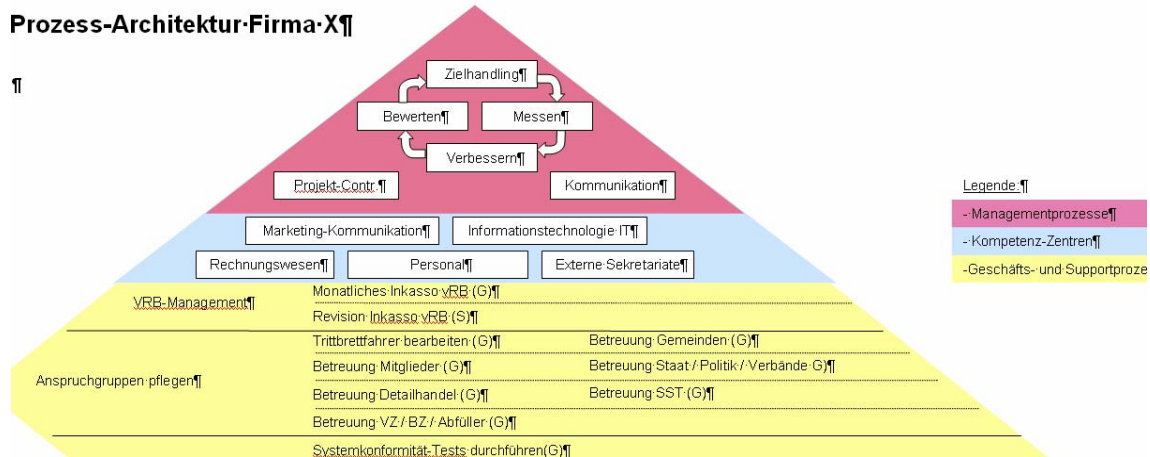 Prozess-Architektur·Firma·X¶
¶
Zielhandling¶
Bewerten¶
Messen¶
Verbessern¶
Projekt-Contr.¶
Kommunikation¶
Legende:¶
-·Managementprozesse¶
-·Kompetenz-Zentren¶
-Geschäfts-·und·Supportproze
Marketing-Kommunikation¶
Informationstechnologie·IT¶
Rechnungswesen¶
Personal¶
Externe·Sekretariate¶
VRB-Management¶
Monatliches·Inkasso·vRB·(G)¶
Revision·Inkasso·vRB·(S)¶
Anspruchgruppen·pflegen¶
Trittbrettfahrer·bearbeiten·(G)¶
Betreuung·Gemeinden·(G)¶
Betreuung·Mitglieder·(G)¶
Betreuung·Staat·/·Politik·/·Verbände·G)¶
Betreuung·Detailhandel·(G)¶
Betreuung·SST·(G)¶
Betreuung·VZ·/·BZ·/·Abfüller·(G)¶
Systemkonformität-Tests·durchführen(G)¶